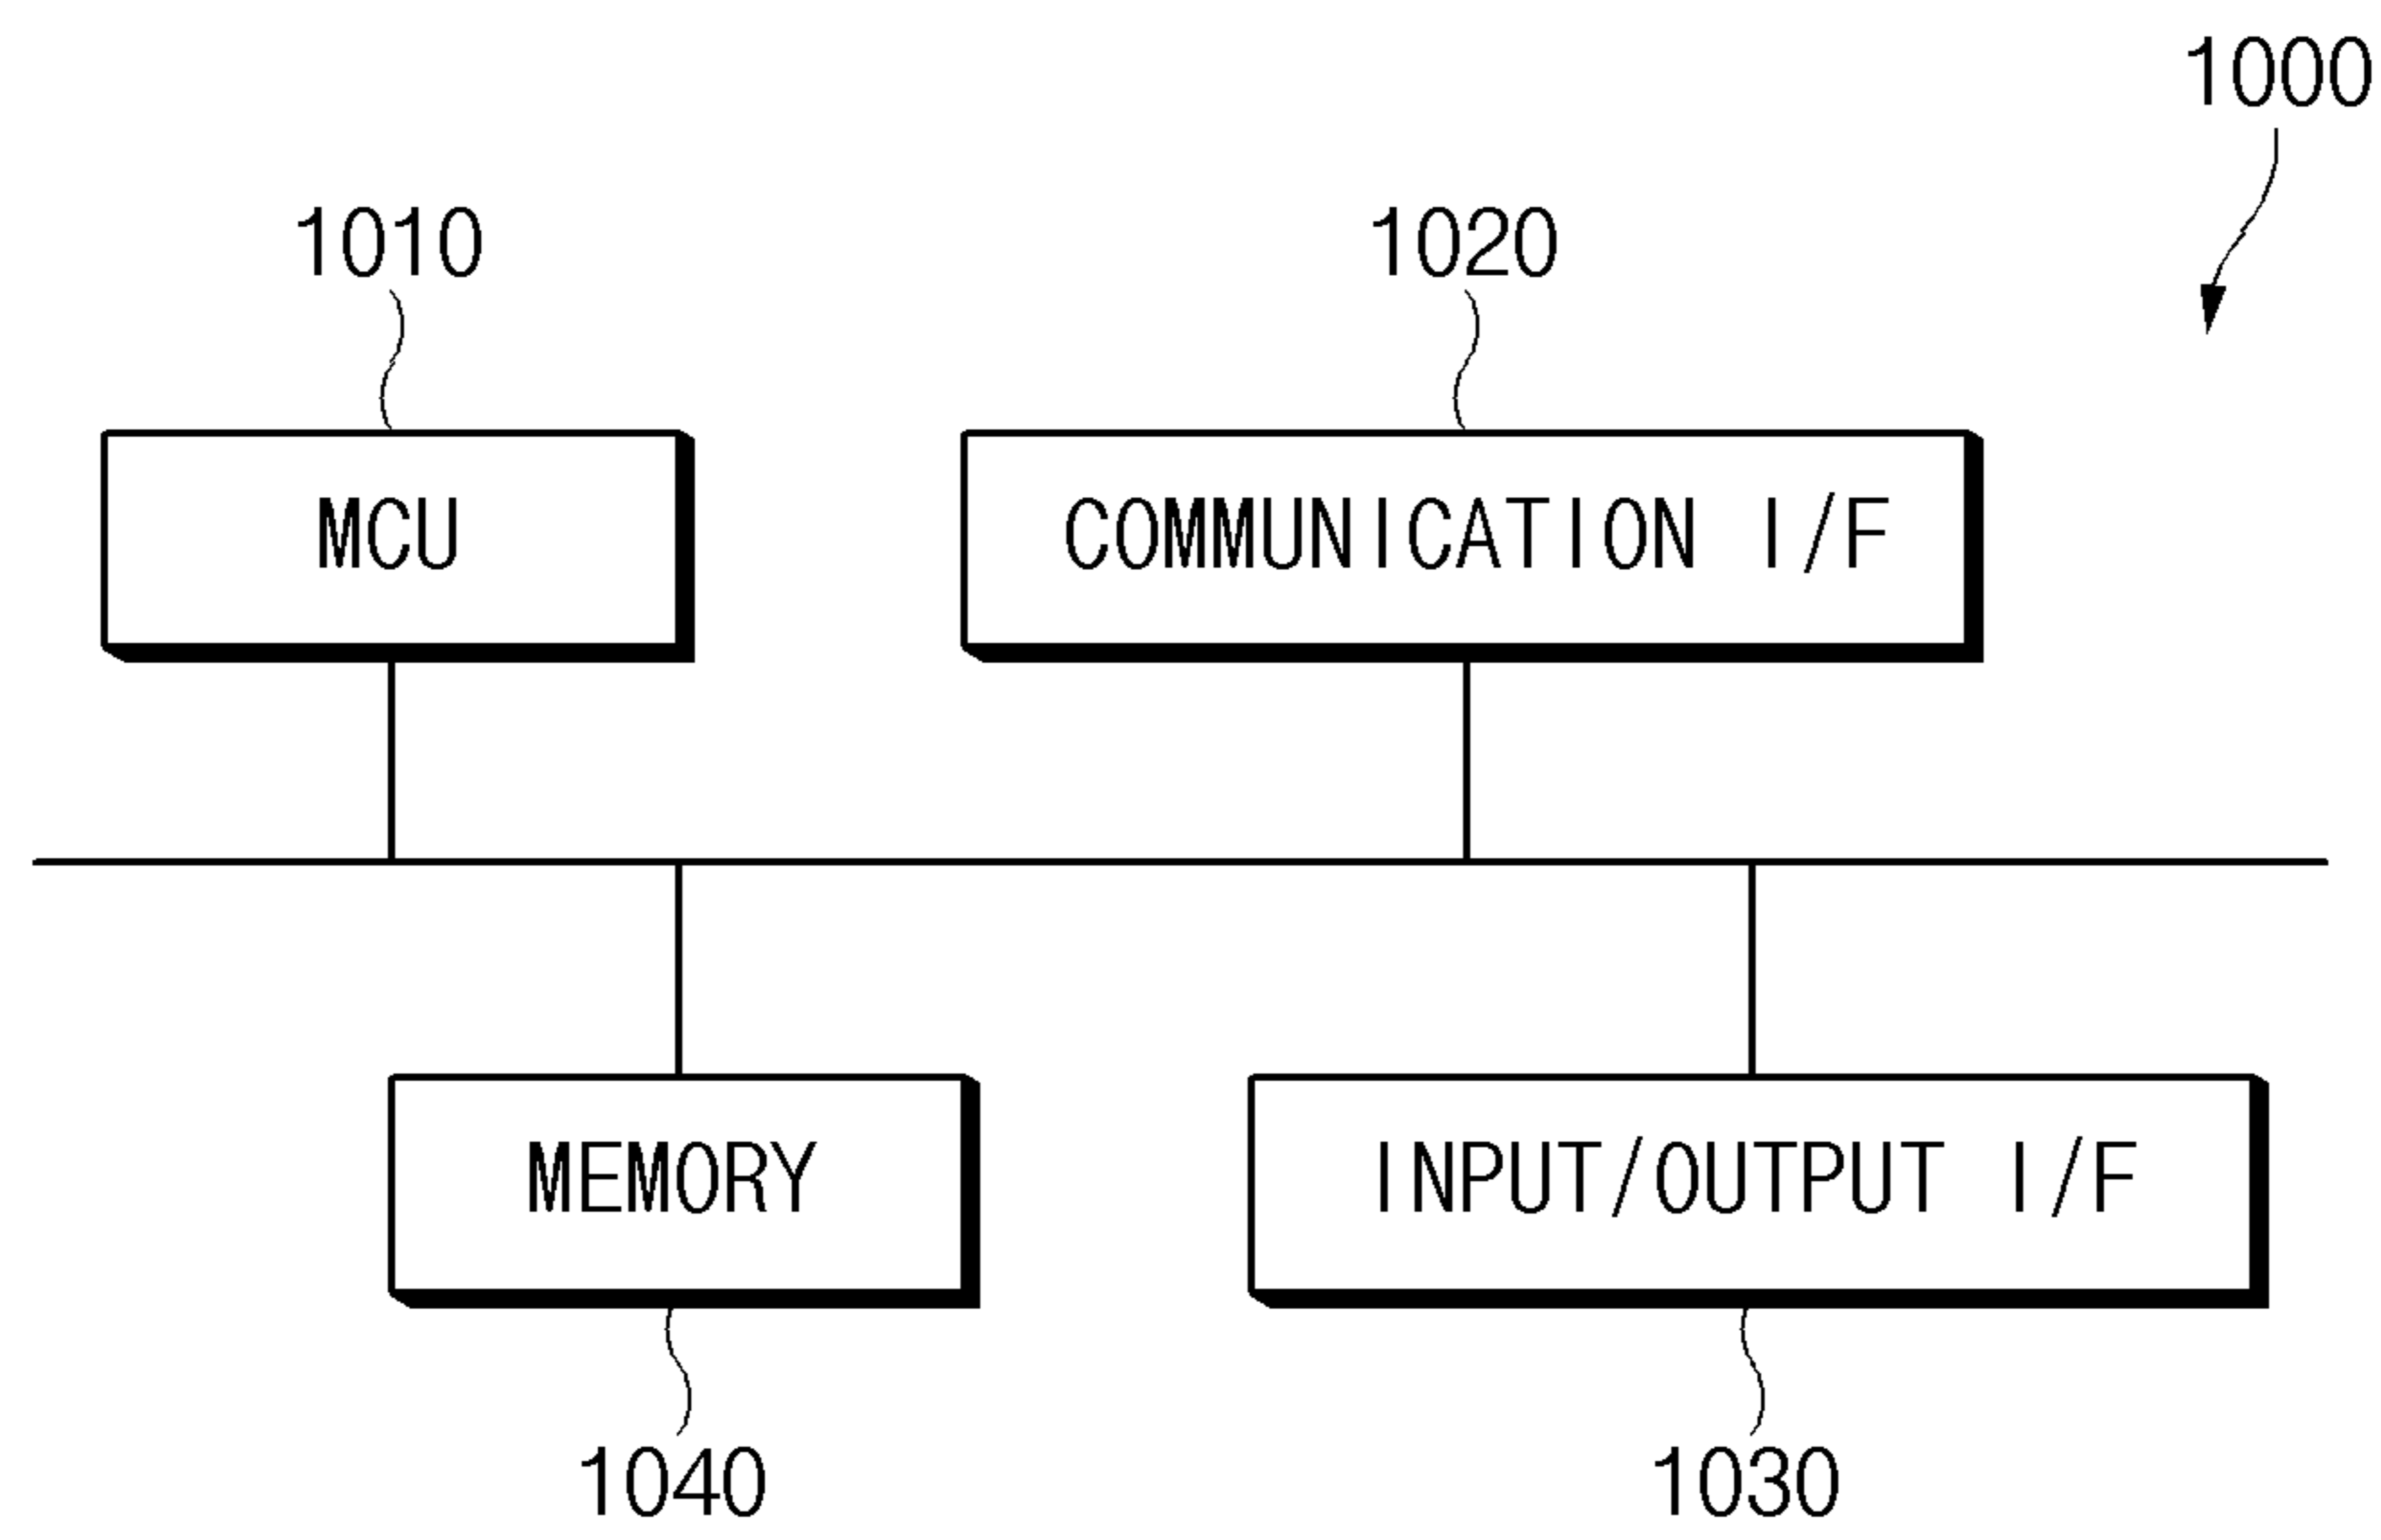 1000
1010
1020
MCU
COMMUNICATION I/F
MEMORY
INPUT/OUTPUT I/F
1040
1030